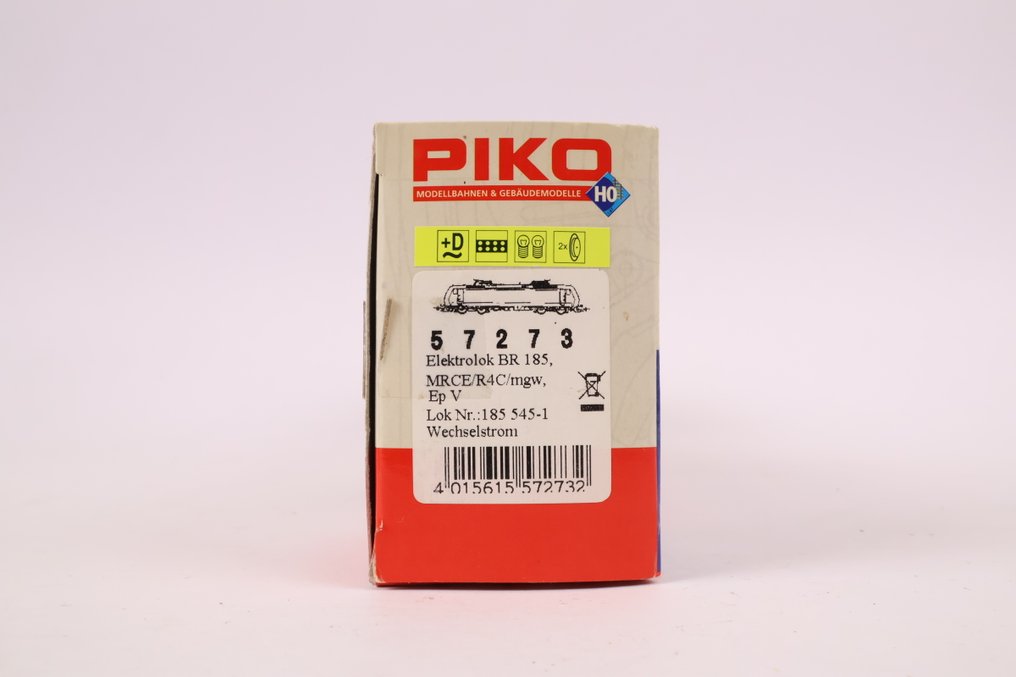 PIKO
MODELLBAHNEN & GEBÄUDEMODELLE
H0
+D
2x
5 7 2 7 3
Elektrolok BR 185,
MRCE/R4C/mgw,
Ep V
Lok Nr.:185 545-1
Wechselstrom
4 015615 572732